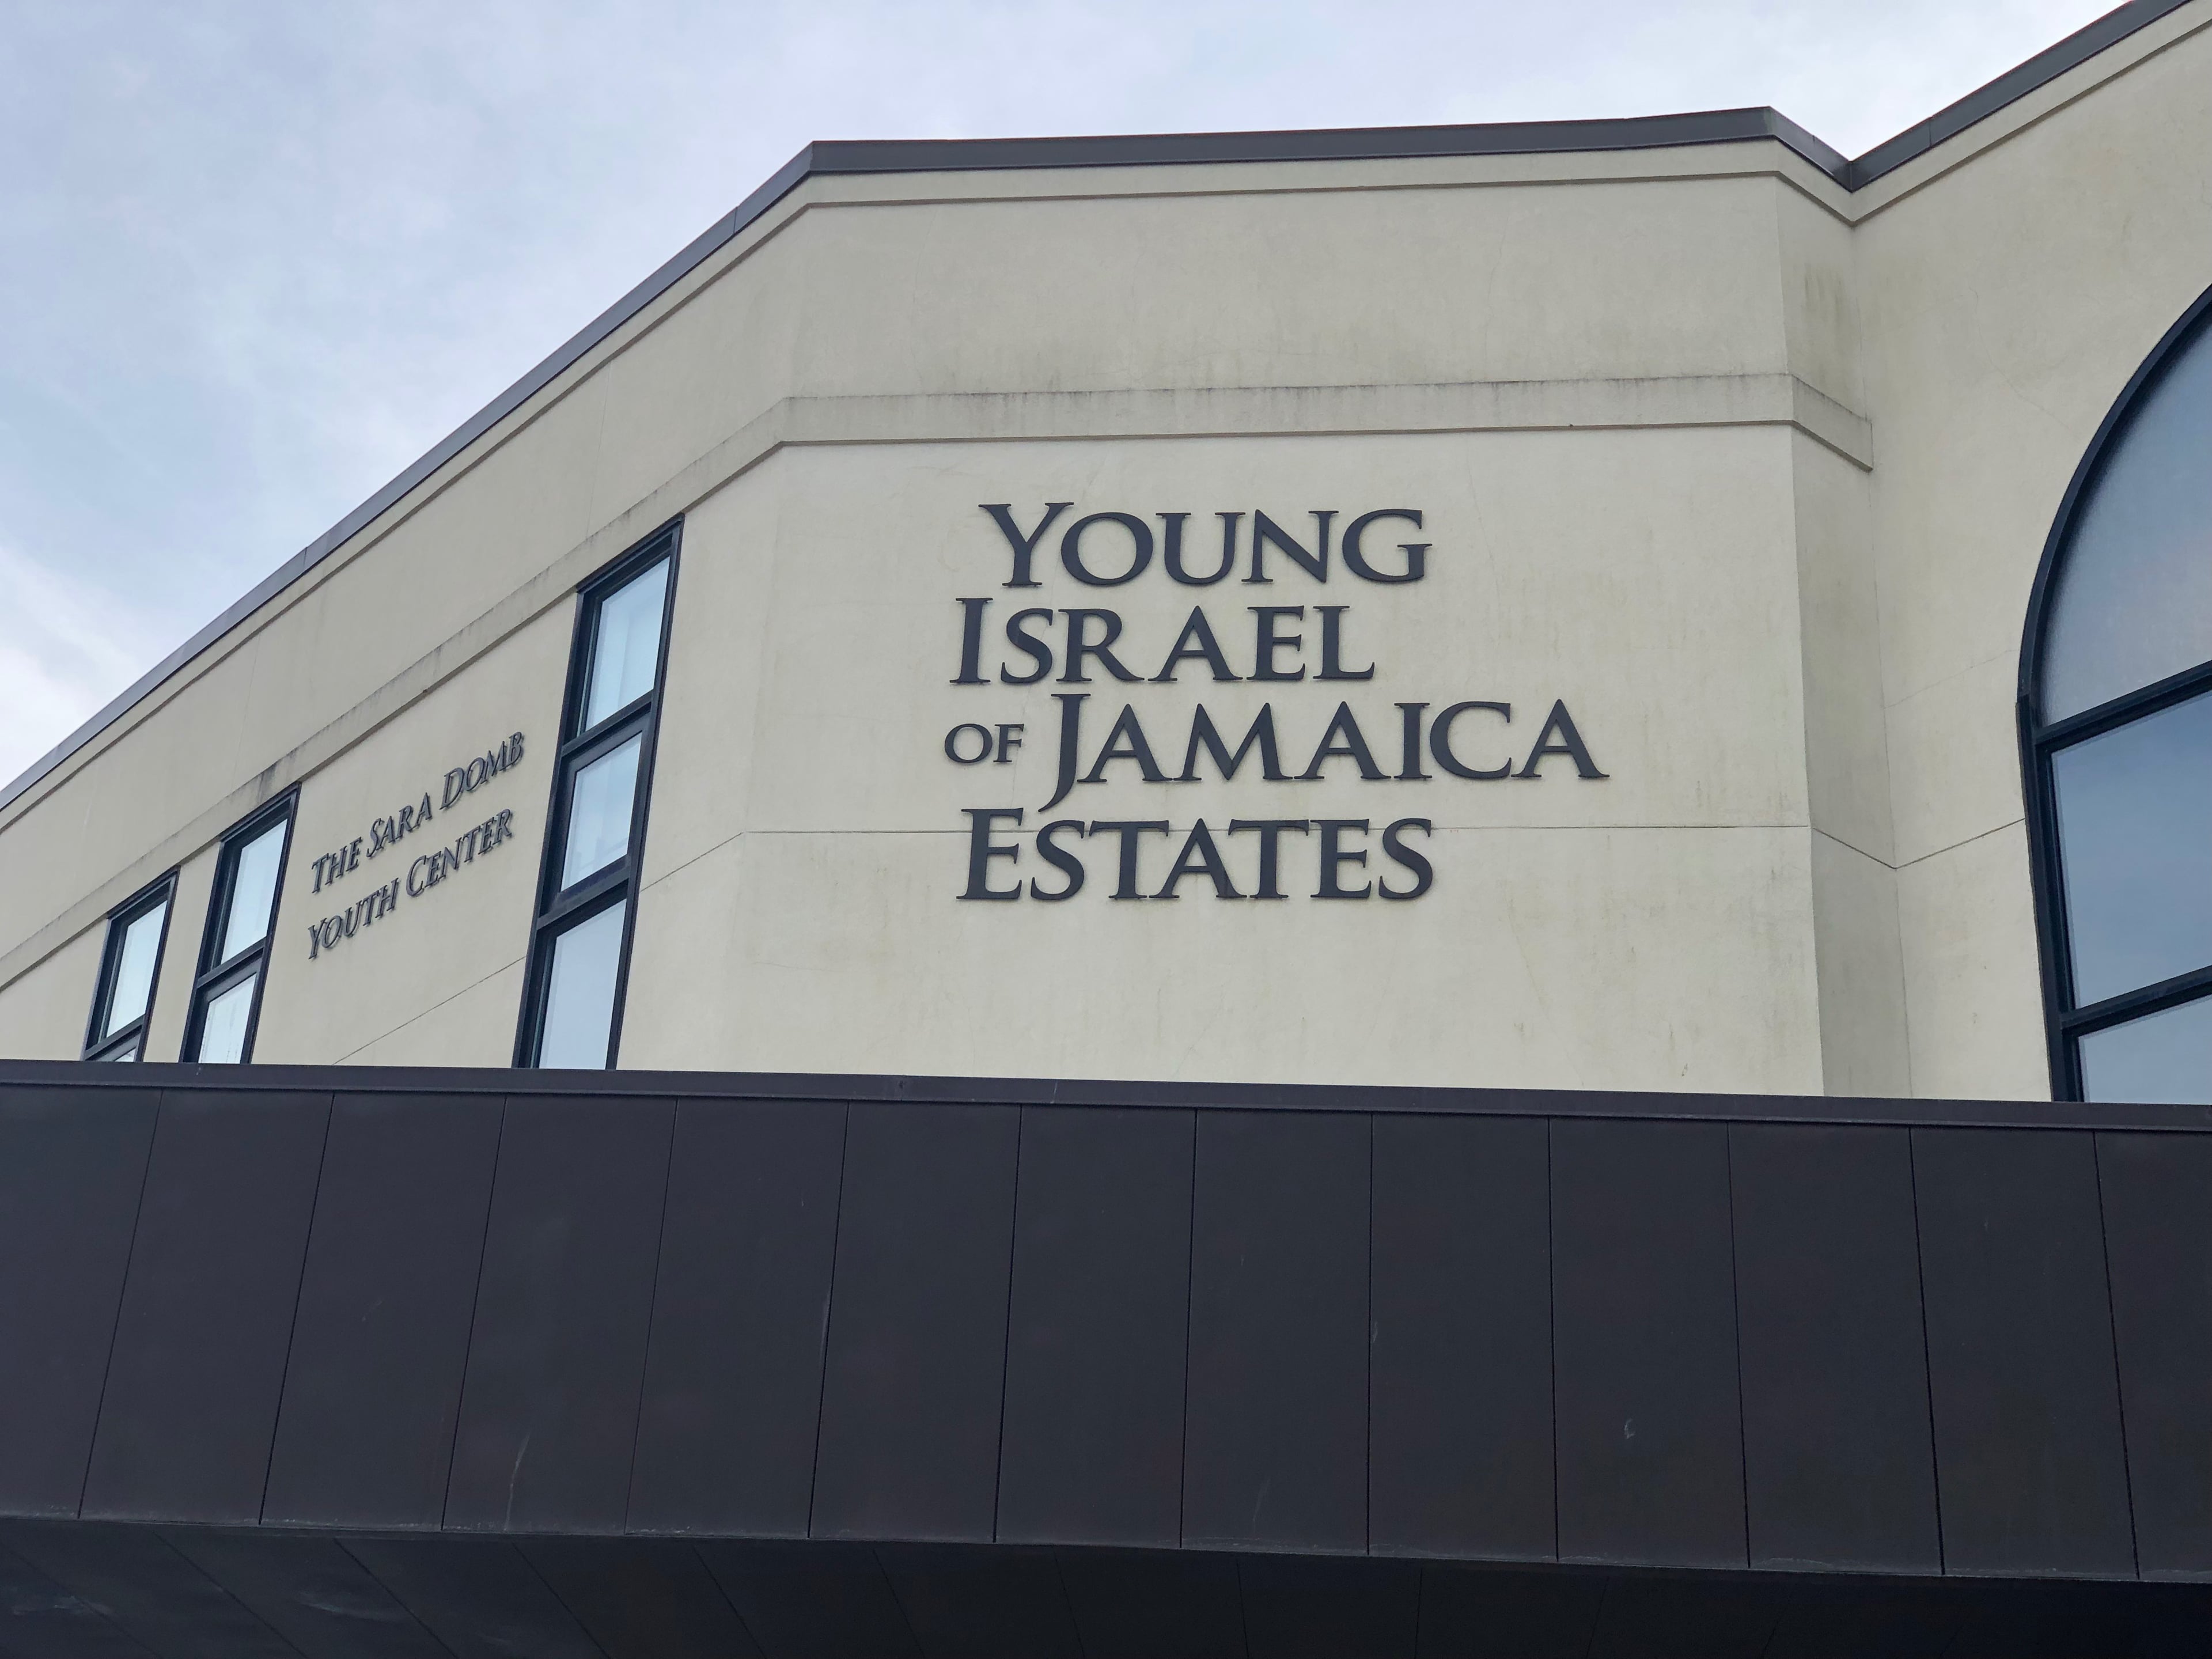 THE SARA DOMB
YOUTH CENTER
YOUNG
ISRAEL
OF JAMAICA
ESTATES